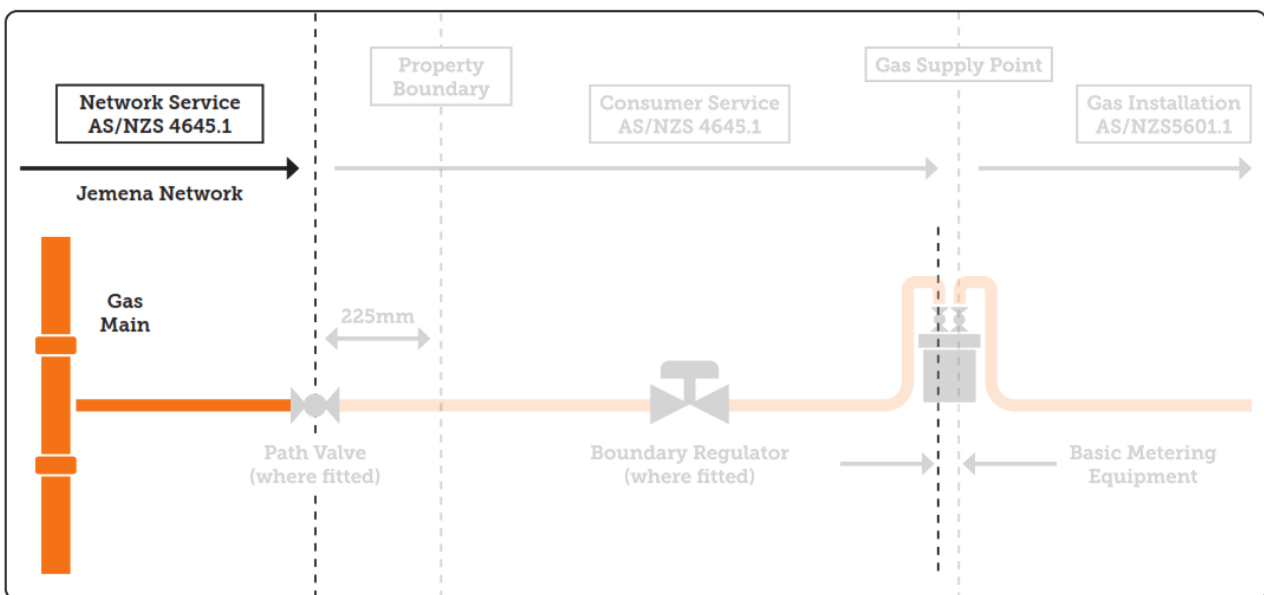 Property
Boundary
Gas Supply Point
Network Service
AS/NZS 4645.1
Consumer Service
AS/NZS 4645.1
Gas Installation
AS/NZS5601.1
Jemena Network
Gas
Main
225mm
Path Valve
(where fitted)
Boundary Regulator
(where fitted)
Basic Metering
Equipment